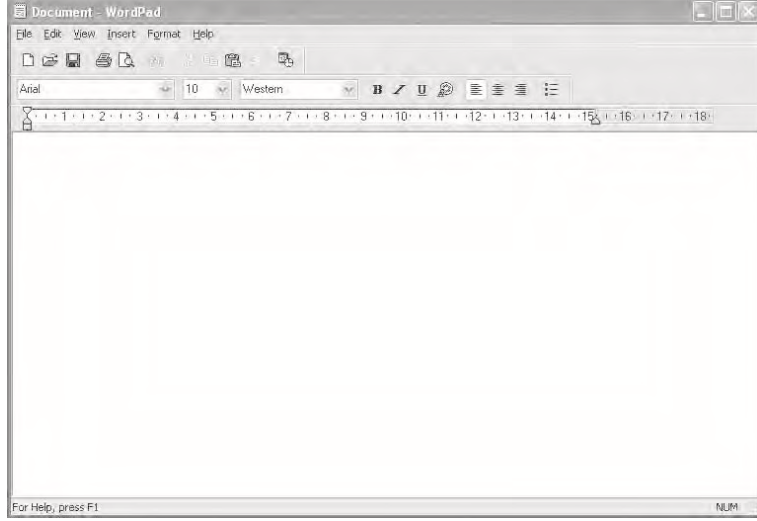 Document - WordPad
File Edit View Insert Format Help
Arial 10 Western B I U
1 2 3 4 5 6 7 8 9 10 11 12 13 14 15 16 17 18
For Help, press F1 NUM